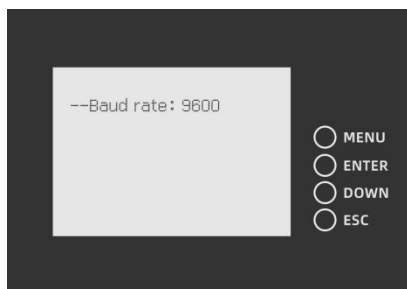 --Baud rate: 9600
MENU
ENTER
DOWN
ESC